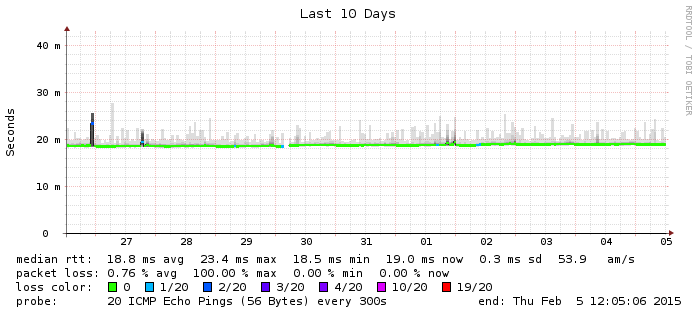 Last 10 Days
RRDTOOL / TOBI OETIKER
Seconds
40 m
30 m
20 m
10 m
0
27 28 29 30 31 01 02 03 04 05
median rtt: 18.8 ms avg 23.4 ms max 18.5 ms min 19.0 ms now 0.3 ms sd 53.9 am/s
packet loss: 0.76 % avg 100.00 % max 0.00 % min 0.00 % now
loss color: 0 1/20 2/20 3/20 4/20 10/20 19/20
probe: 20 ICMP Echo Pings (56 Bytes) every 300s end: Thu Feb 5 12:05:06 2015